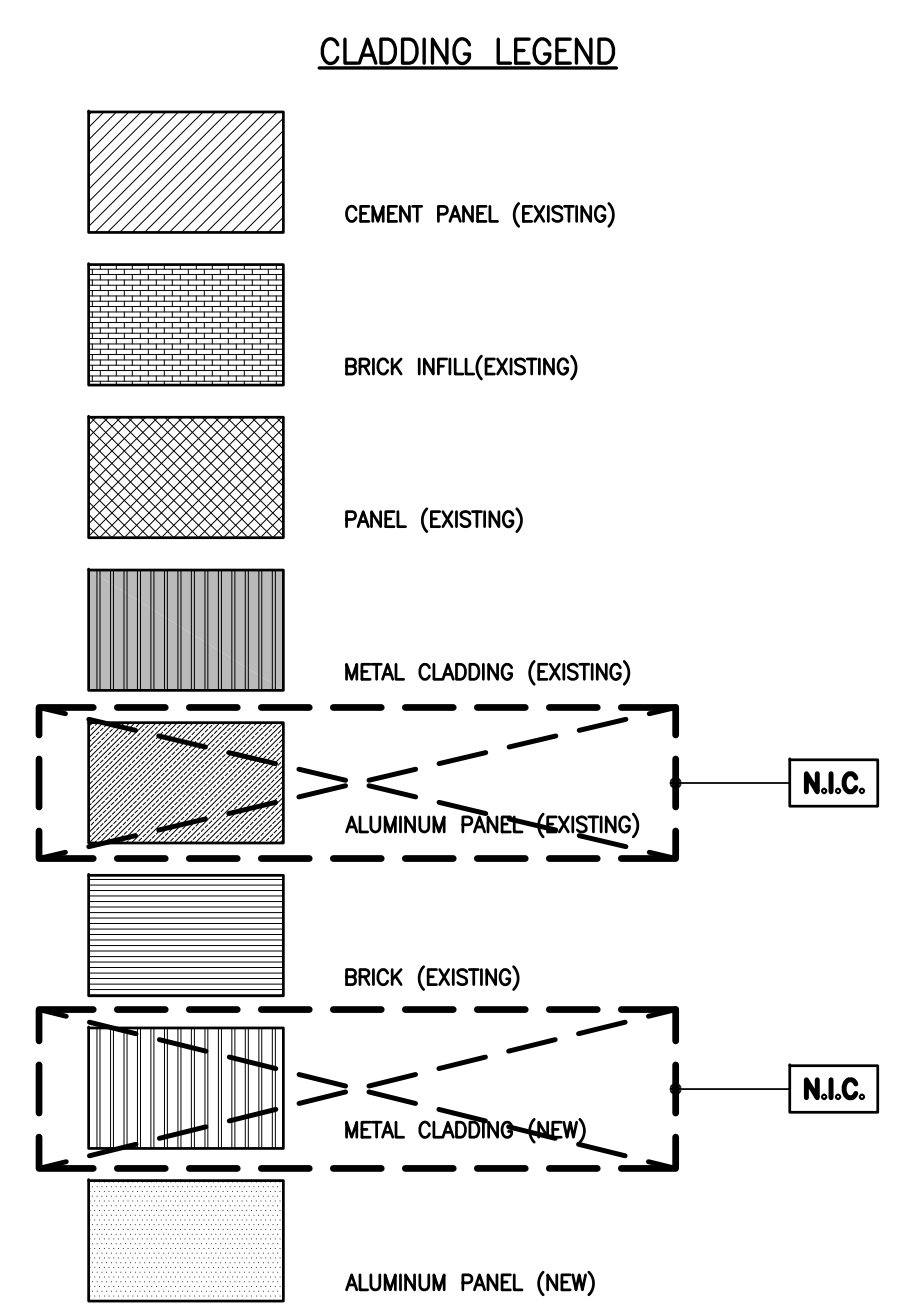 CLADDING LEGEND
CEMENT PANEL (EXISTING)
BRICK INFILL(EXISTING)
PANEL (EXISTING)
METAL CLADDING (EXISTING)
N.I.C.
ALUMINUM PANEL (EXISTING)
BRICK (EXISTING)
N.I.C.
METAL CLADDING (NEW)
ALUMINUM PANEL (NEW)